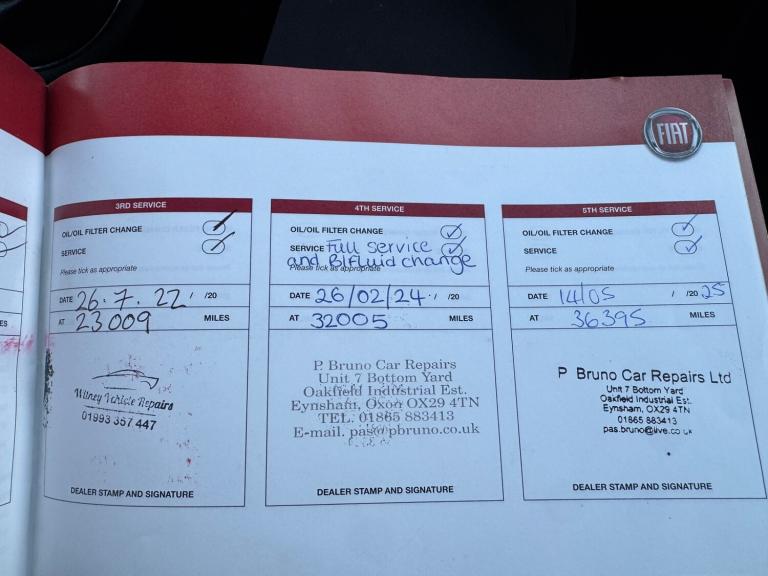 FIAT
3RD SERVICE
OIL/OIL FILTER CHANGE
SERVICE
Please tick as appropriate
DATE 26.7.22 / /20
AT 23009 MILES
Witney Vehicle Repairs
01993 357 447
DEALER STAMP AND SIGNATURE
4TH SERVICE
OIL/OIL FILTER CHANGE
SERVICE Full service
and B/fluid change
Please tick as appropriate
DATE 26/02/24 / /20
AT 32005 MILES
P. Bruno Car Repairs
Unit 7 Bottom Yard
Oakfield Industrial Est.
Eynsham, Oxon OX29 4TN
TEL. 01865 883413
E-mail. pas@pbruno.co.uk
DEALER STAMP AND SIGNATURE
5TH SERVICE
OIL/OIL FILTER CHANGE
SERVICE
Please tick as appropriate
DATE 14/05 / /20 25
AT 36395 MILES
P Bruno Car Repairs Ltd
Unit 7 Bottom Yard
Oakfield Industrial Est.
Eynsham, OX29 4TN
01865 883413
pas.bruno@live.co.uk
DEALER STAMP AND SIGNATURE